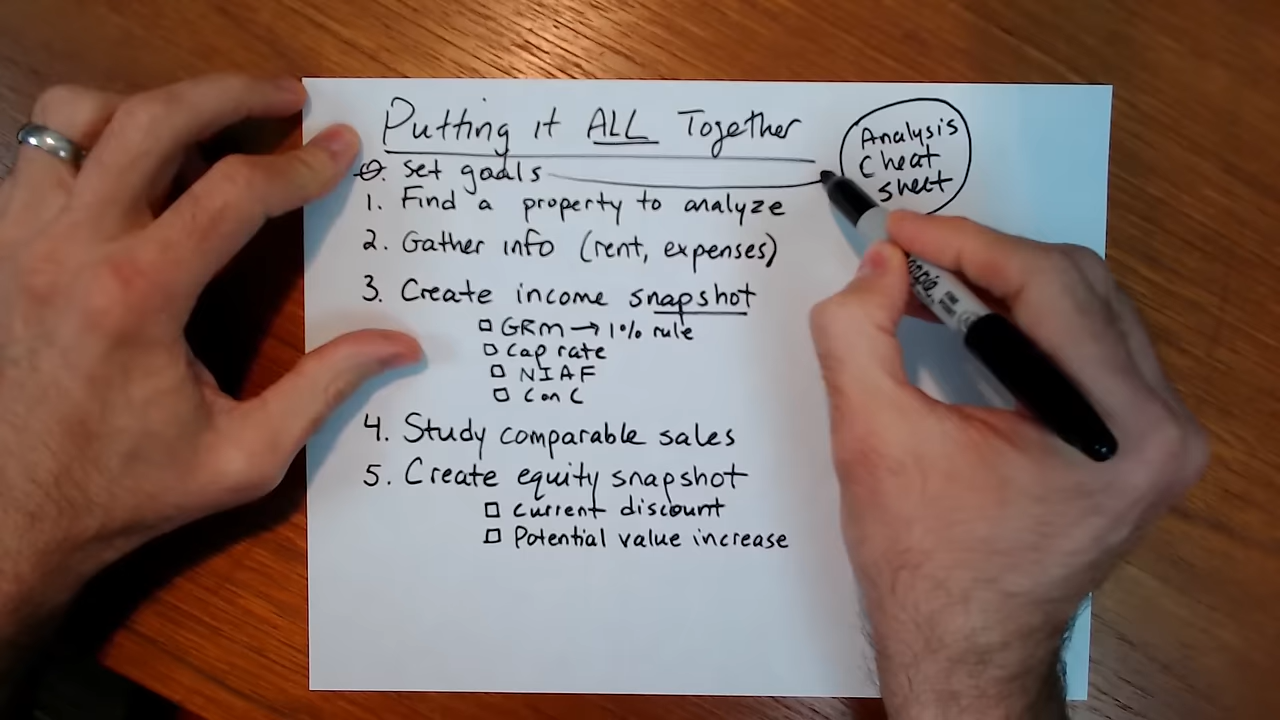 Putting it ALL Together
Analysis
Cheat
Sheet
0. Set goals
1. Find a property to analyze
2. Gather info (rent, expenses)
3. Create income snapshot
□ GRM → 1% rule
□ Cap rate
□ NIAF
□ Con C
4. Study comparable sales
5. Create equity snapshot
□ Current discount
□ Potential value increase